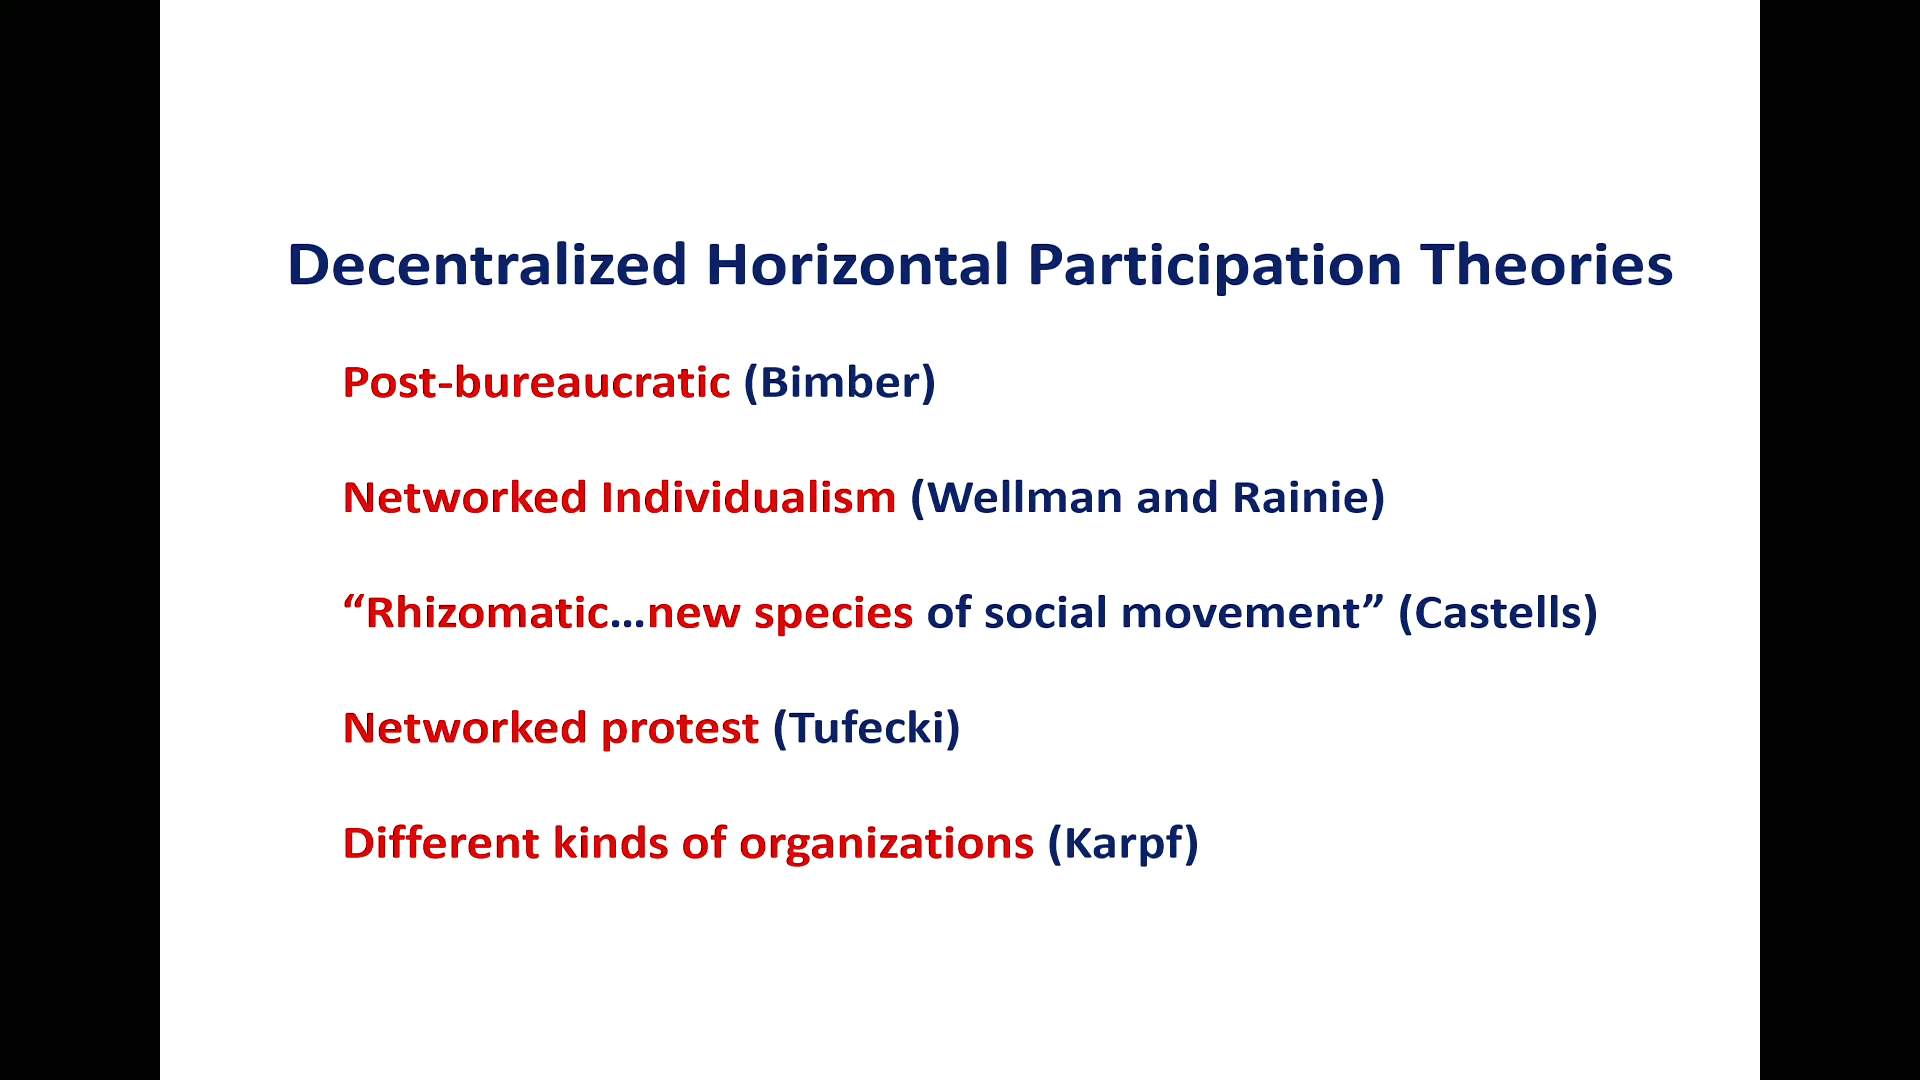 Decentralized Horizontal Participation Theories
Post-bureaucratic (Bimber)
Networked Individualism (Wellman and Rainie)
“Rhizomatic…new species of social movement” (Castells)
Networked protest (Tufecki)
Different kinds of organizations (Karpf)